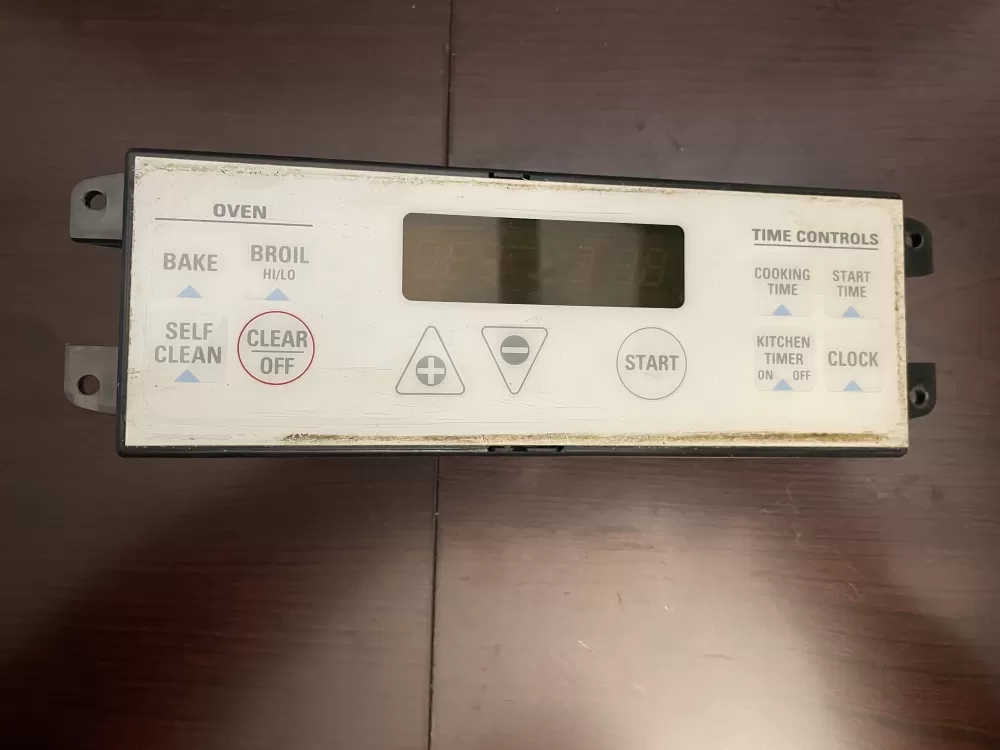 OVEN
BAKE
BROIL
HI/LO
SELF
CLEAN
CLEAR
OFF
START
TIME CONTROLS
COOKING
TIME
START
TIME
KITCHEN
TIMER
ON OFF
CLOCK